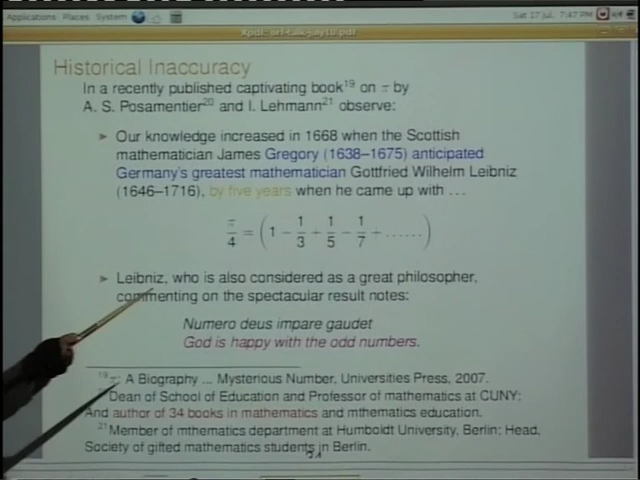 Applications Places System Sat 17 Jul, 7:47 PM
Xpdf: orf-talk-july10.pdf
Historical Inaccuracy
In a recently published captivating book19 on π by
A. S. Posamentier20 and I. Lehmann21 observe:
► Our knowledge increased in 1668 when the Scottish
mathematician James Gregory (1638–1675) anticipated
Germany's greatest mathematician Gottfried Wilhelm Leibniz
(1646–1716), by five years when he came up with ...
π/4 = (1 − 1/3 + 1/5 − 1/7 + ......)
► Leibniz, who is also considered as a great philosopher,
commenting on the spectacular result notes:
Numero deus impare gaudet
God is happy with the odd numbers.
19 π: A Biography ... Mysterious Number, Universities Press, 2007.
Dean of School of Education and Professor of mathematics at CUNY;
And author of 34 books in mathematics and mthematics education.
21 Member of mthematics department at Humboldt University, Berlin; Head,
Society of gifted mathematics students in Berlin.